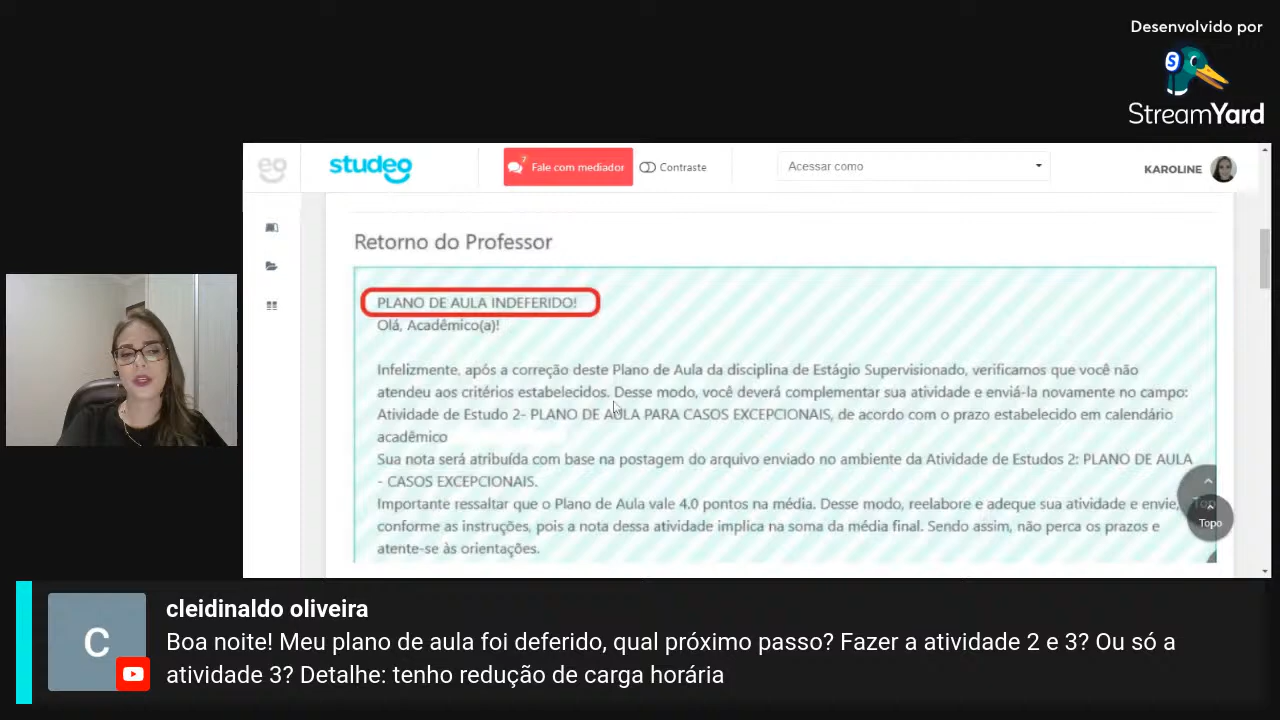 Desenvolvido por
StreamYard
eo
studeo
Fale com mediador
Contraste
Acessar como
KAROLINE
Retorno do Professor
PLANO DE AULA INDEFERIDO!
Olá, Acadêmico(a)!
Infelizmente, após a correção deste Plano de Aula da disciplina de Estágio Supervisionado, verificamos que você não
atendeu aos critérios estabelecidos. Desse modo, você deverá complementar sua atividade e enviá-la novamente no campo:
Atividade de Estudo 2- PLANO DE AULA PARA CASOS EXCEPCIONAIS, de acordo com o prazo estabelecido em calendário
acadêmico
Sua nota será atribuída com base na postagem do arquivo enviado no ambiente da Atividade de Estudos 2: PLANO DE AULA
- CASOS EXCEPCIONAIS.
Importante ressaltar que o Plano de Aula vale 4.0 pontos na média. Desse modo, reelabore e adeque sua atividade e envie,
conforme as instruções, pois a nota dessa atividade implica na soma da média final. Sendo assim, não perca os prazos e
atente-se às orientações.
Topo
cleidinaldo oliveira
C
Boa noite! Meu plano de aula foi deferido, qual próximo passo? Fazer a atividade 2 e 3? Ou só a
atividade 3? Detalhe: tenho redução de carga horária